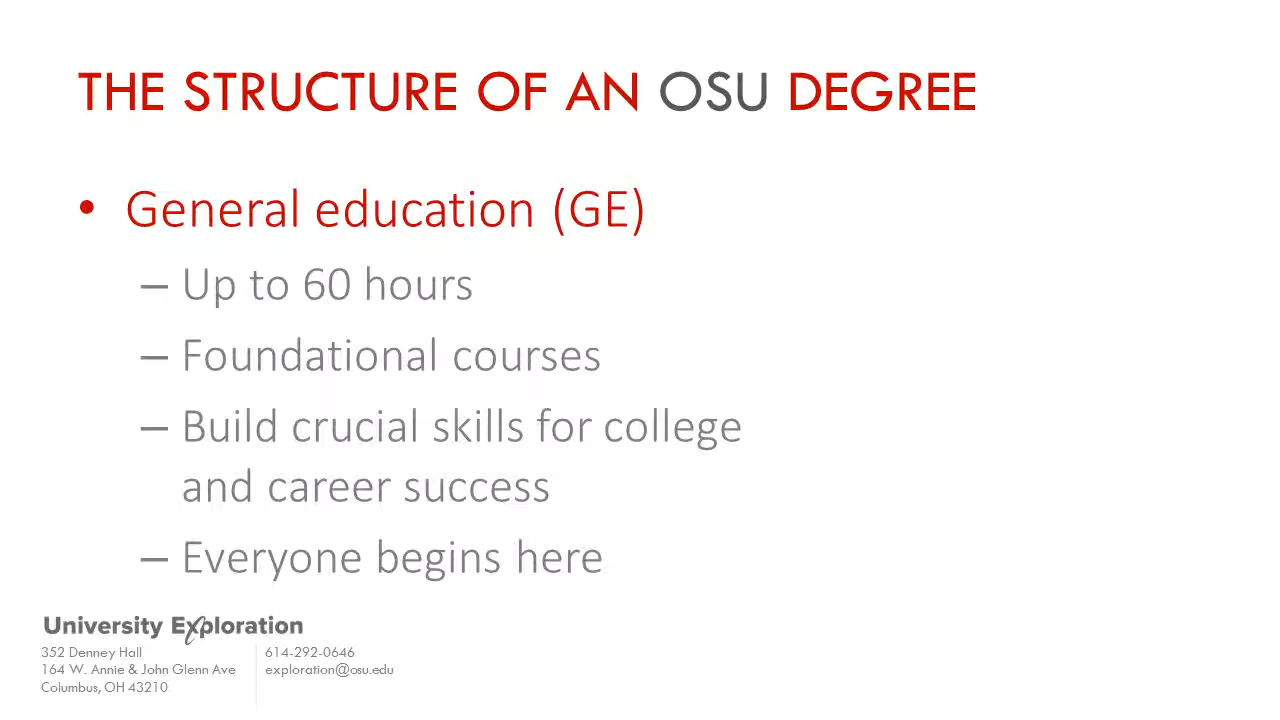 THE STRUCTURE OF AN OSU DEGREE
• General education (GE)
– Up to 60 hours
– Foundational courses
– Build crucial skills for college
and career success
– Everyone begins here
University Exploration
352 Denney Hall
164 W. Annie & John Glenn Ave
Columbus, OH 43210
614-292-0646
exploration@osu.edu